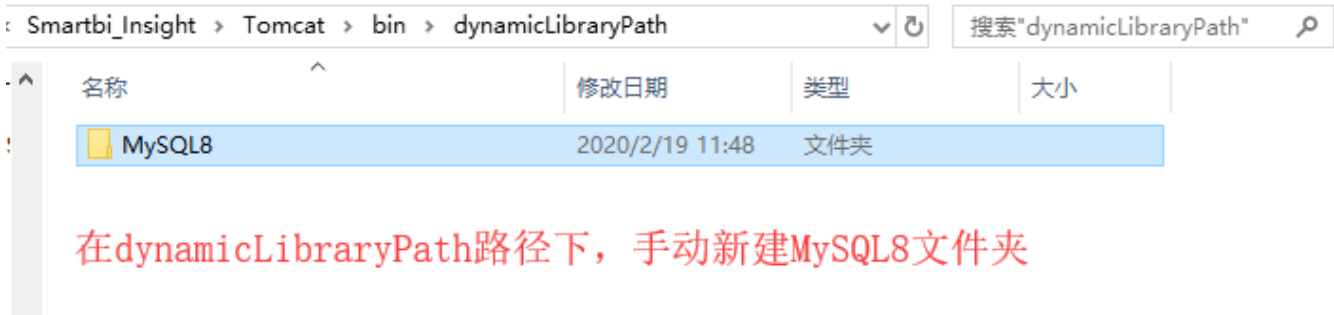 Smartbi_Insight > Tomcat > bin > dynamicLibraryPath
搜索"dynamicLibraryPath"
名称 修改日期 类型 大小
MySQL8 2020/2/19 11:48 文件夹
在dynamicLibraryPath路径下，手动新建MySQL8文件夹